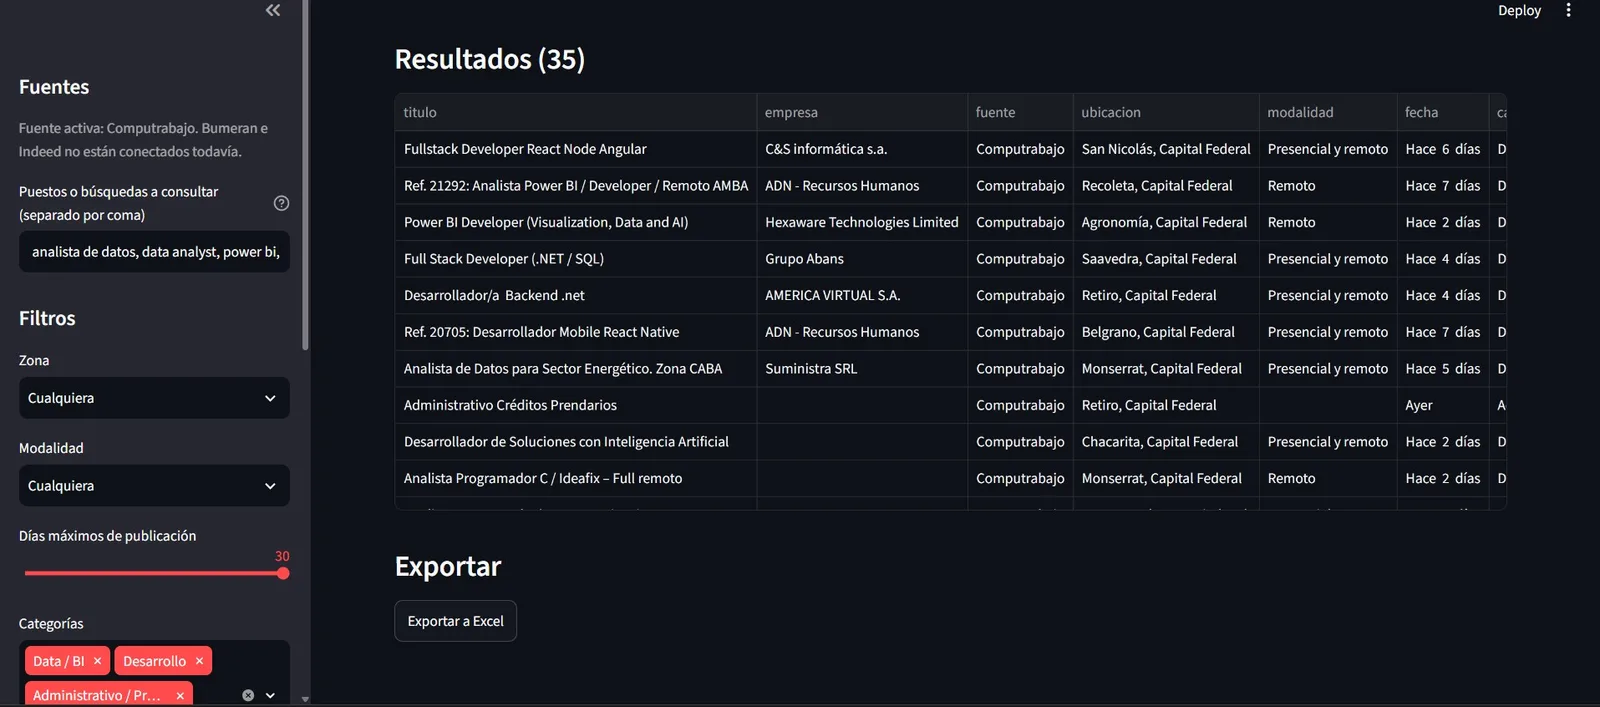 Deploy
Fuentes
Fuente activa: Computrabajo. Bumeran e
Indeed no están conectados todavía.
Puestos o búsquedas a consultar
(separado por coma)
analista de datos, data analyst, power bi,
Filtros
Zona
Cualquiera
Modalidad
Cualquiera
Días máximos de publicación
30
Categorías
Data / BI × Desarrollo ×
Administrativo / Pr... ×
Resultados (35)
titulo empresa fuente ubicacion modalidad fecha
Fullstack Developer React Node Angular C&S informática s.a. Computrabajo San Nicolás, Capital Federal Presencial y remoto Hace 6 días D
Ref. 21292: Analista Power BI / Developer / Remoto AMBA ADN - Recursos Humanos Computrabajo Recoleta, Capital Federal Remoto Hace 7 días D
Power BI Developer (Visualization, Data and AI) Hexaware Technologies Limited Computrabajo Agronomía, Capital Federal Remoto Hace 2 días D
Full Stack Developer (.NET / SQL) Grupo Abans Computrabajo Saavedra, Capital Federal Presencial y remoto Hace 4 días D
Desarrollador/a Backend .net AMERICA VIRTUAL S.A. Computrabajo Retiro, Capital Federal Presencial y remoto Hace 4 días D
Ref. 20705: Desarrollador Mobile React Native ADN - Recursos Humanos Computrabajo Belgrano, Capital Federal Presencial y remoto Hace 7 días D
Analista de Datos para Sector Energético. Zona CABA Suministra SRL Computrabajo Monserrat, Capital Federal Presencial y remoto Hace 5 días D
Administrativo Créditos Prendarios Computrabajo Retiro, Capital Federal Ayer A
Desarrollador de Soluciones con Inteligencia Artificial Computrabajo Chacarita, Capital Federal Presencial y remoto Hace 2 días D
Analista Programador C / Ideafix – Full remoto Computrabajo Monserrat, Capital Federal Remoto Hace 2 días D
Exportar
Exportar a Excel